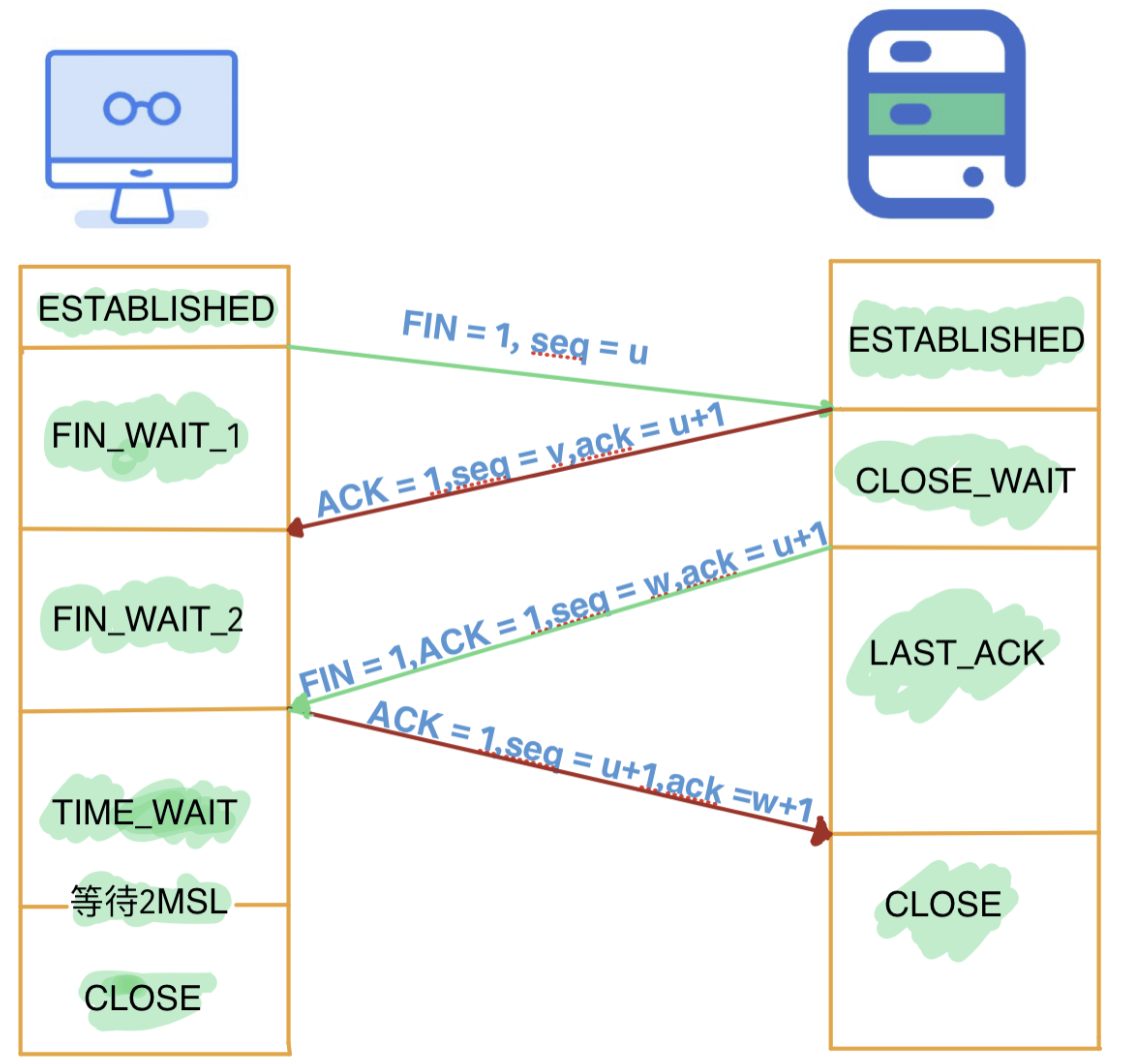 ESTABLISHED
FIN = 1, seq = u
ESTABLISHED
FIN_WAIT_1
ACK = 1,seq = v,ack = u+1
CLOSE_WAIT
FIN_WAIT_2
FIN = 1,ACK = 1,seq = w,ack = u+1
LAST_ACK
ACK = 1,seq = u+1,ack =w+1
TIME_WAIT
等待2MSL
CLOSE
CLOSE